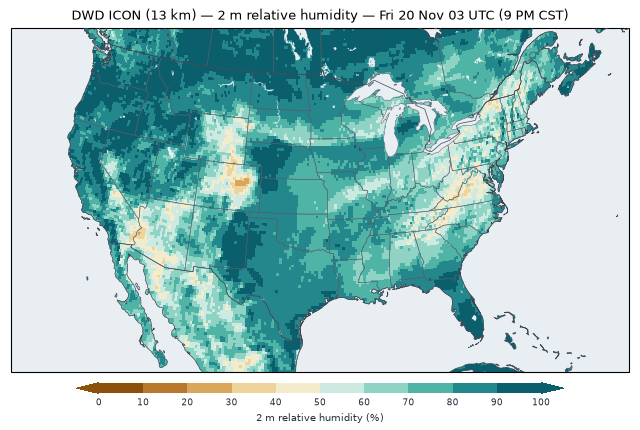 DWD ICON (13 km) — 2 m relative humidity — Fri 20 Nov 03 UTC (9 PM CST)
0 10 20 30 40 50 60 70 80 90 100
2 m relative humidity (%)